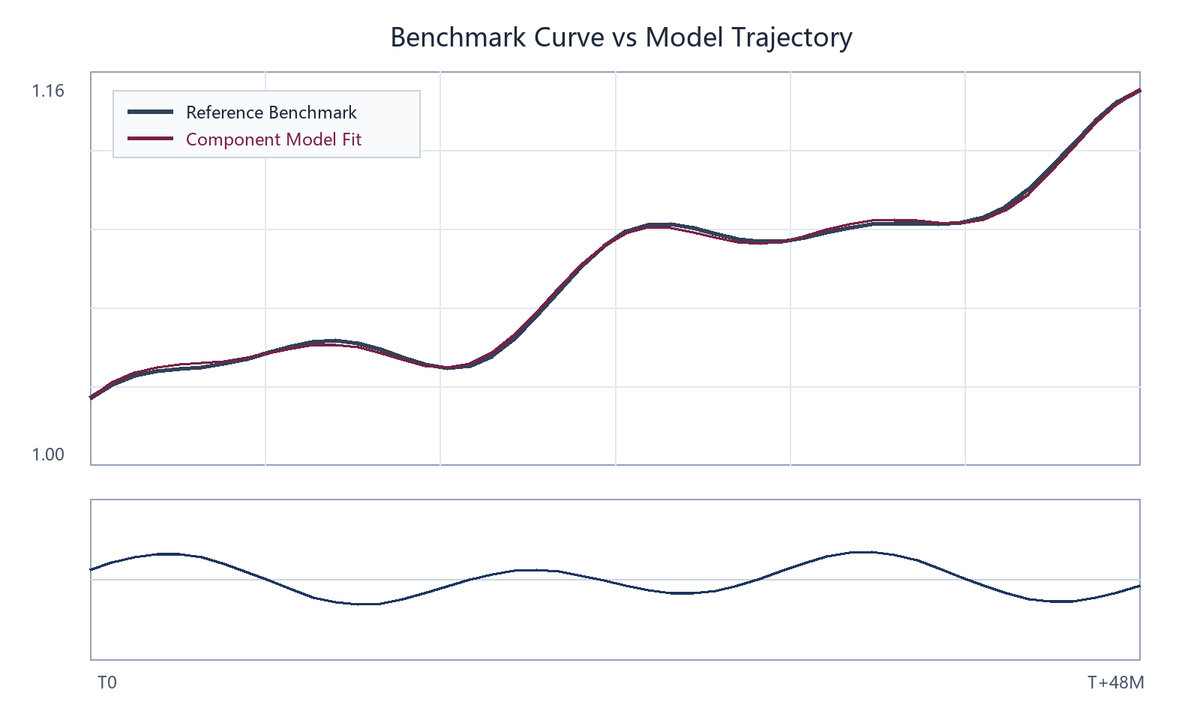 Benchmark Curve vs Model Trajectory
1.16
Reference Benchmark
Component Model Fit
1.00
T0
T+48M